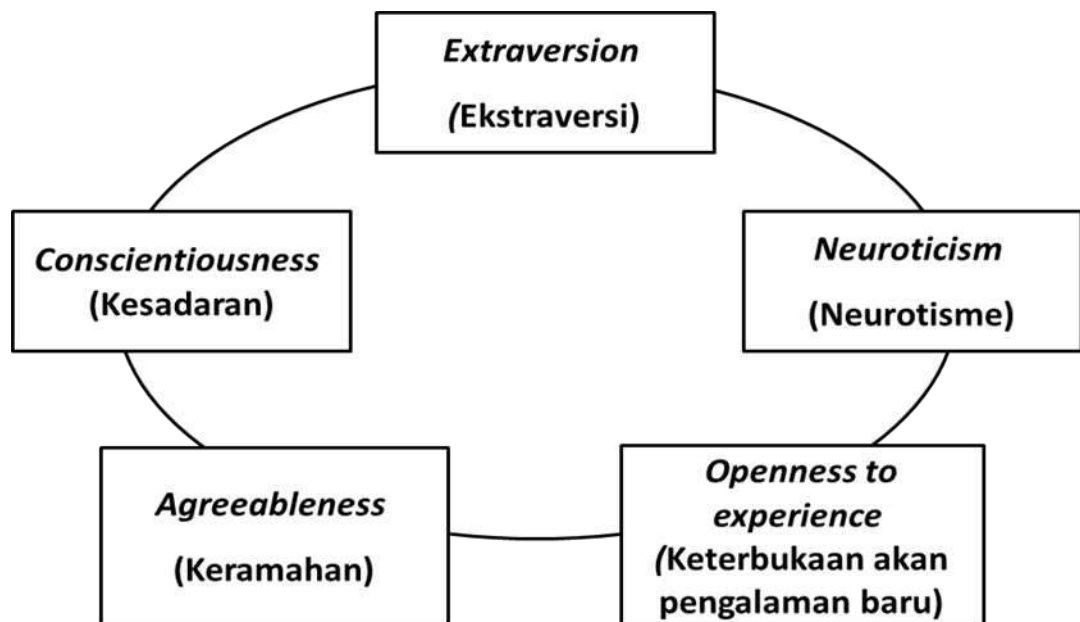 Extraversion
(Ekstraversi)
Conscientiousness
(Kesadaran)
Neuroticism
(Neurotisme)
Agreeableness
(Keramahan)
Openness to
experience
(Keterbukaan akan
pengalaman baru)